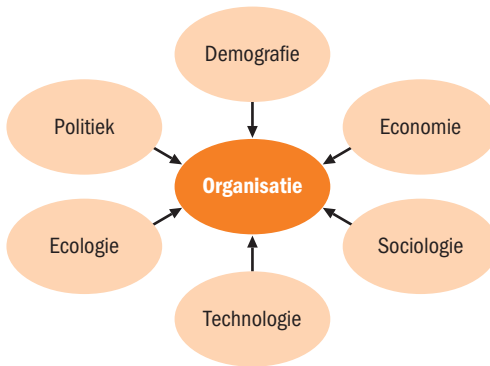 Demografie
Politiek
Economie
Organisatie
Ecologie
Sociologie
Technologie